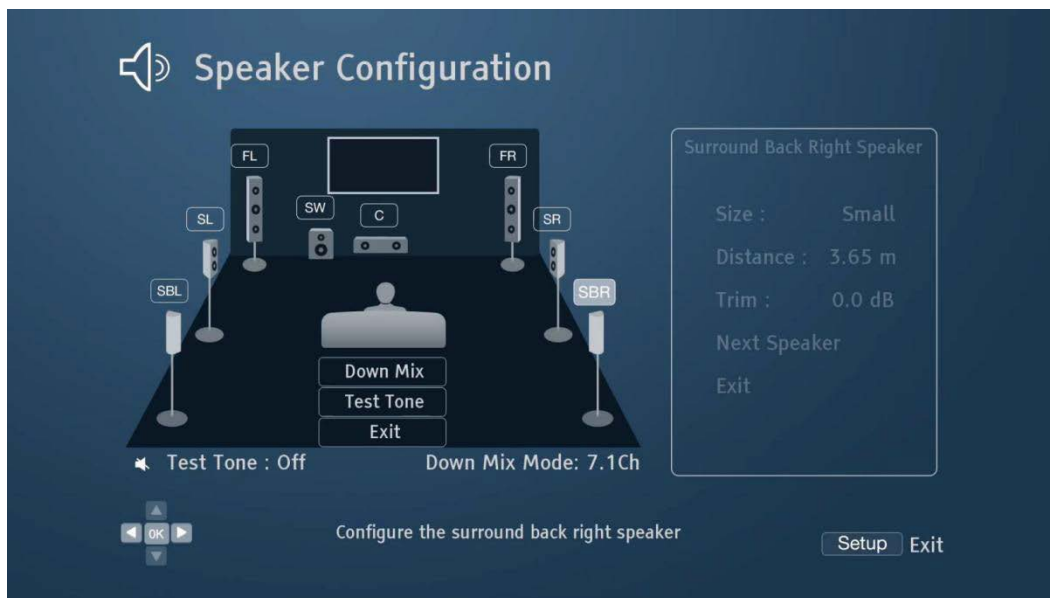 Speaker Configuration
FL
FR
SL
SW
C
SR
SBL
SBR
Down Mix
Test Tone
Exit
Test Tone : Off
Down Mix Mode: 7.1Ch
Surround Back Right Speaker
Size : Small
Distance : 3.65 m
Trim : 0.0 dB
Next Speaker
Exit
OK
Configure the surround back right speaker
Setup Exit